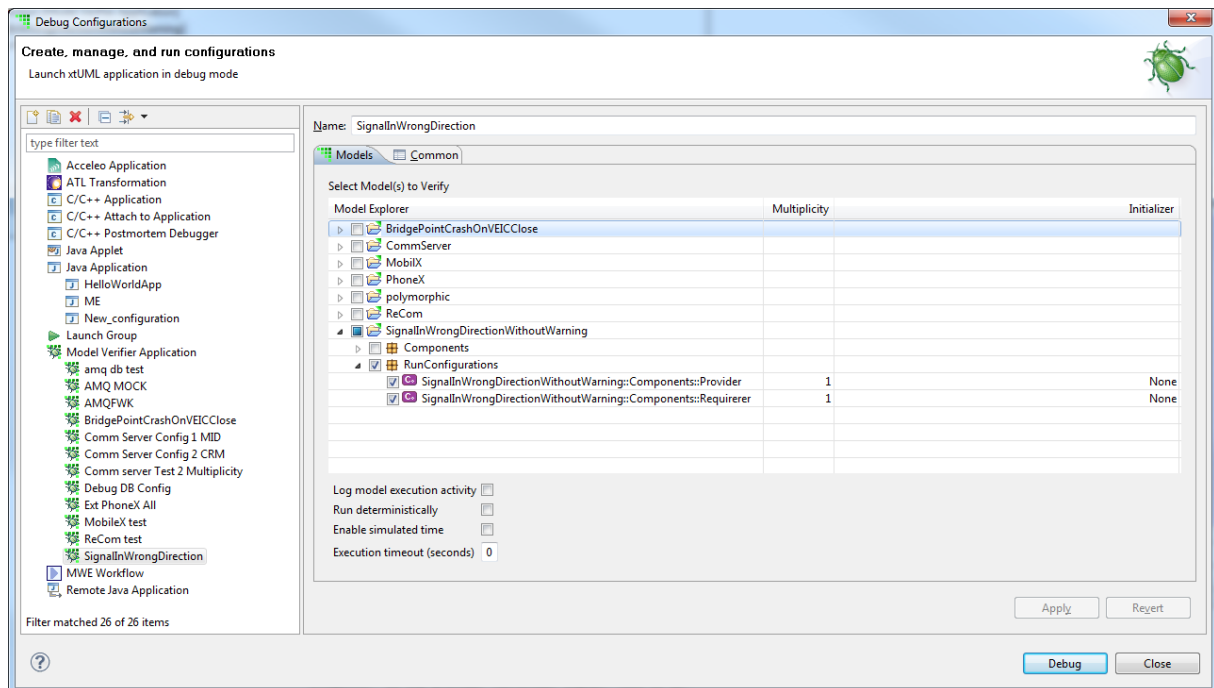 Debug Configurations
Create, manage, and run configurations
Launch xtUML application in debug mode
type filter text
Acceleo Application
ATL Transformation
C/C++ Application
C/C++ Attach to Application
C/C++ Postmortem Debugger
Java Applet
Java Application
HelloWorldApp
ME
New_configuration
Launch Group
Model Verifier Application
amq db test
AMQ MOCK
AMQFWK
BridgePointCrashOnVEICClose
Comm Server Config 1 MID
Comm Server Config 2 CRM
Comm server Test 2 Multiplicity
Debug DB Config
Ext PhoneX All
MobileX test
ReCom test
SignalInWrongDirection
MWE Workflow
Remote Java Application
Filter matched 26 of 26 items
Name: SignalInWrongDirection
Models Common
Select Model(s) to Verify
Model Explorer Multiplicity Initializer
BridgePointCrashOnVEICClose
CommServer
MobilX
PhoneX
polymorphic
ReCom
SignalInWrongDirectionWithoutWarning
Components
RunConfigurations
SignalInWrongDirectionWithoutWarning::Components::Provider 1 None
SignalInWrongDirectionWithoutWarning::Components::Requirerer 1 None
Log model execution activity
Run deterministically
Enable simulated time
Execution timeout (seconds) 0
Apply Revert
Debug Close